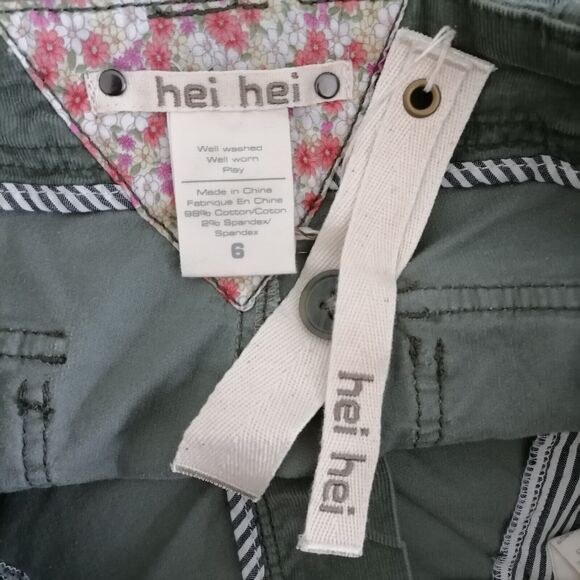 hei hei
Well washed
Well worn
Play
Made in China
Fabrique En China
98% Cotton/Coton
2% Spandex/
Spandex
6
hei hei